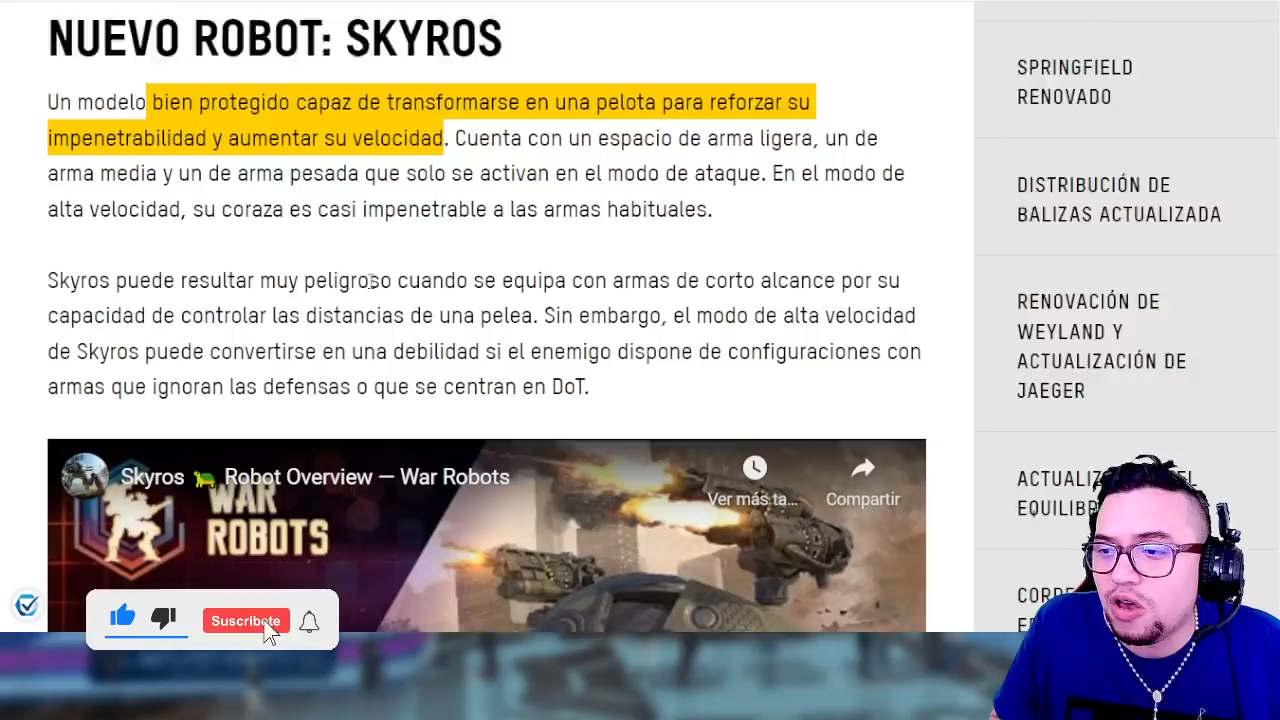 NUEVO ROBOT: SKYROS
Un modelo bien protegido capaz de transformarse en una pelota para reforzar su
impenetrabilidad y aumentar su velocidad. Cuenta con un espacio de arma ligera, un de
arma media y un de arma pesada que solo se activan en el modo de ataque. En el modo de
alta velocidad, su coraza es casi impenetrable a las armas habituales.
Skyros puede resultar muy peligroso cuando se equipa con armas de corto alcance por su
capacidad de controlar las distancias de una pelea. Sin embargo, el modo de alta velocidad
de Skyros puede convertirse en una debilidad si el enemigo dispone de configuraciones con
armas que ignoran las defensas o que se centran en DoT.
Skyros 🐢 Robot Overview — War Robots
Ver más ta...
Compartir
WAR
ROBOTS
Suscribete
SPRINGFIELD
RENOVADO
DISTRIBUCIÓN DE
BALIZAS ACTUALIZADA
RENOVACIÓN DE
WEYLAND Y
ACTUALIZACIÓN DE
JAEGER